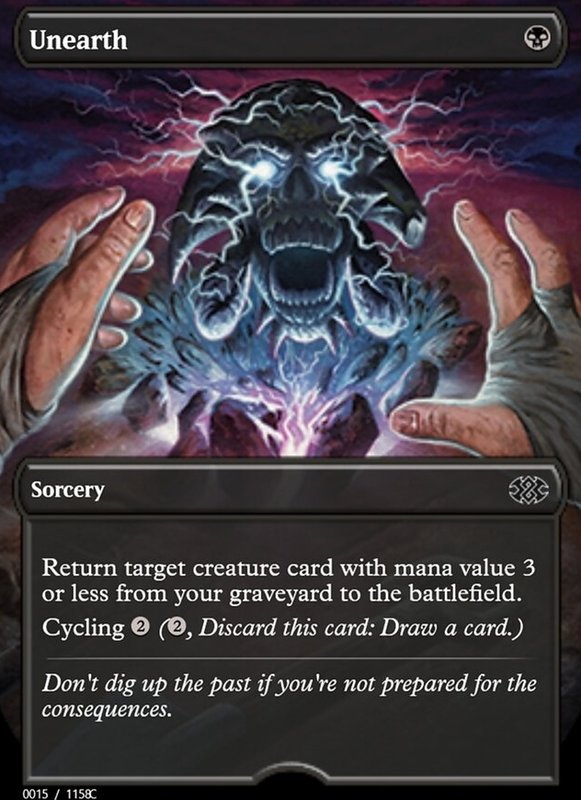 Unearth
Sorcery
Return target creature card with mana value 3
or less from your graveyard to the battlefield.
Cycling 2 (2, Discard this card: Draw a card.)
Don't dig up the past if you're not prepared for the
consequences.
0015 / 1158C